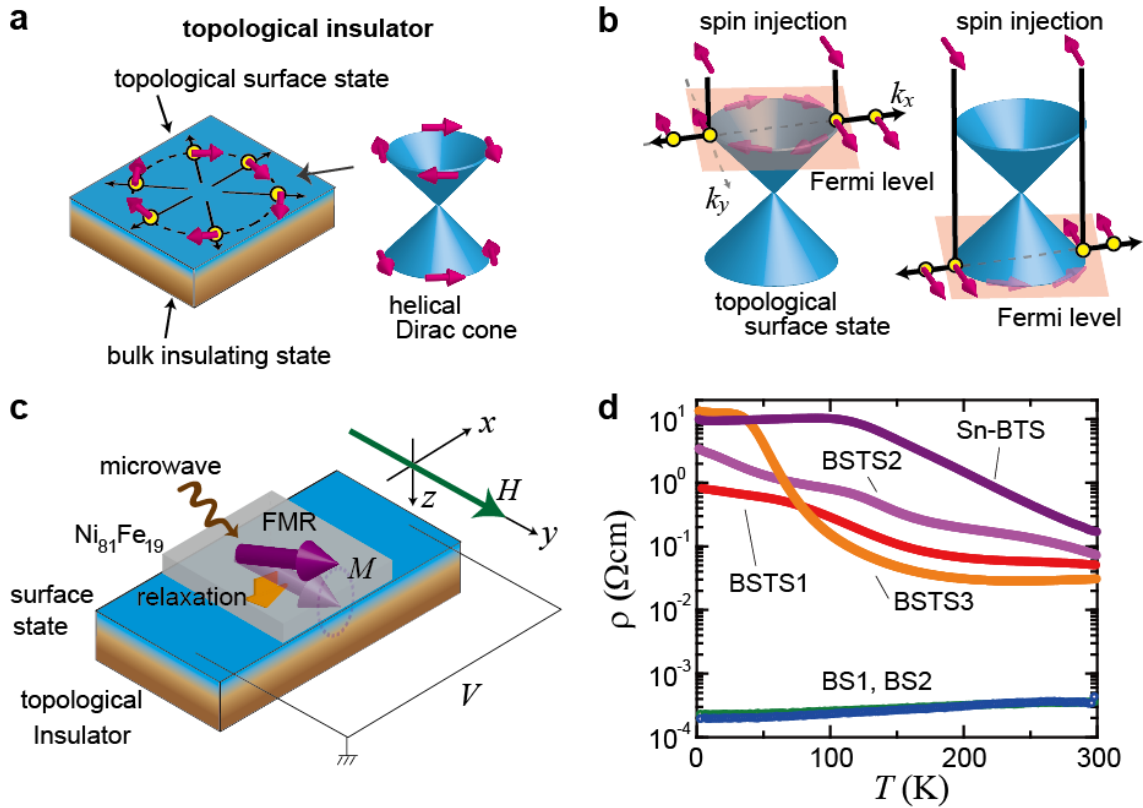 a
topological insulator
topological surface state
helical
Dirac cone
bulk insulating state
b
spin injection
spin injection
kx
ky
Fermi level
topological
surface state
Fermi level
c
microwave
Ni81Fe19
FMR
M
relaxation
surface
state
topological
Insulator
x
z
H
y
V
d
ρ (Ωcm)
10^1
10^0
10^-1
10^-2
10^-3
10^-4
Sn-BTS
BSTS2
BSTS1
BSTS3
BS1, BS2
0 100 200 300
T (K)